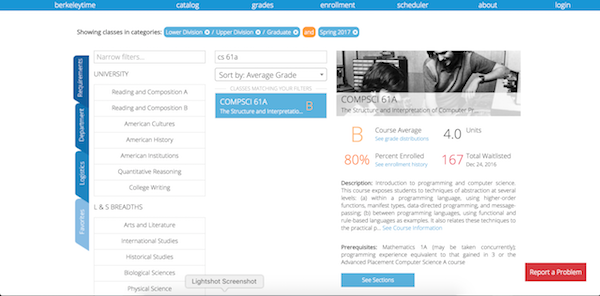 berkeleytime catalog grades enrollment scheduler about login
Showing classes in categories: Lower Division / Upper Division / Graduate and Spring 2017
Requirements
Department
Logistics
Favorites
Narrow filters...
UNIVERSITY
Reading and Composition A
Reading and Composition B
American Cultures
American History
American Institutions
Quantitative Reasoning
College Writing
L & S BREADTHS
Arts and Literature
International Studies
Historical Studies
Biological Sciences
Physical Science
cs 61a
Sort by: Average Grade
CLASSES MATCHING YOUR FILTERS
COMPSCI 61A
The Structure and Interpretatio...
B
COMPSCI 61A
The Structure and Interpretation of Computer Pr...
B
Course Average
See grade distributions
4.0 Units
80%
Percent Enrolled
See enrollment history
167 Total Waitlisted
Dec 24, 2016
Description: Introduction to programming and computer science.
This course exposes students to techniques of abstraction at several
levels: (a) within a programming language, using higher-order
functions, manifest types, data-directed programming, and message-
passing; (b) between programming languages, using functional and
rule-based languages as examples. It also relates these techniques to
the practical p... See Course Information
Prerequisites: Mathematics 1A (may be taken concurrently);
programming experience equivalent to that gained in 3 or the
Advanced Placement Computer Science A course
See Sections
Report a Problem
Lightshot Screenshot